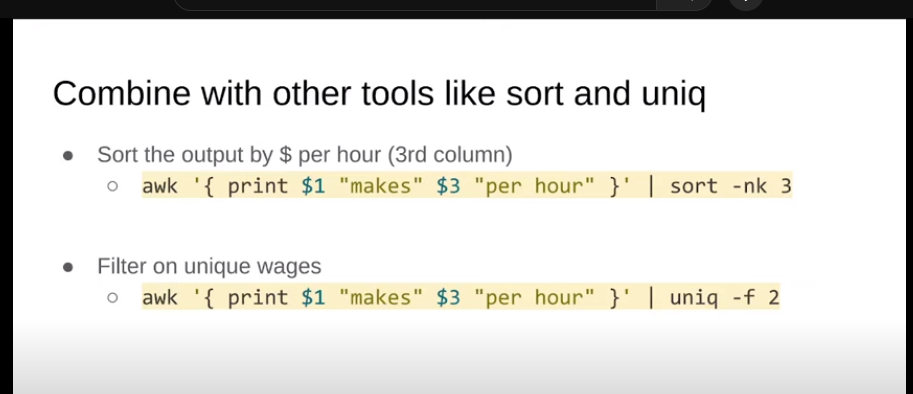 Combine with other tools like sort and uniq
● Sort the output by $ per hour (3rd column)
○ awk '{ print $1 "makes" $3 "per hour" }' | sort -nk 3
● Filter on unique wages
○ awk '{ print $1 "makes" $3 "per hour" }' | uniq -f 2